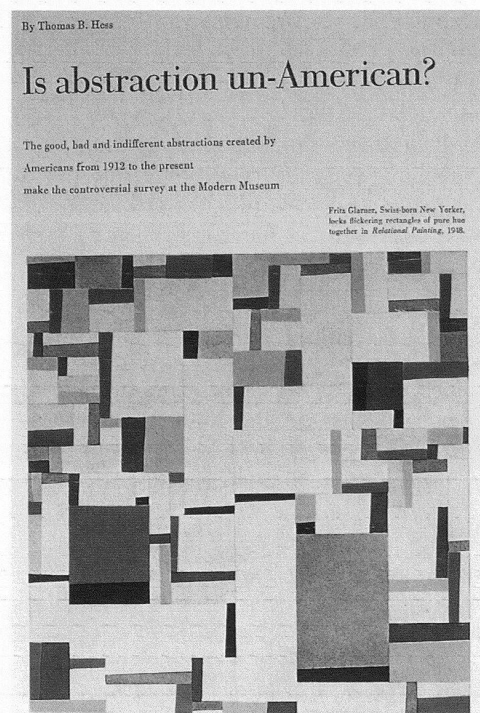 By Thomas B. Hess
Is abstraction un-American?
The good, bad and indifferent abstractions created by
Americans from 1912 to the present
make the controversial survey at the Modern Museum
Fritz Glarner, Swiss-born New Yorker,
locks flickering rectangles of pure hue
together in Relational Painting, 1948.